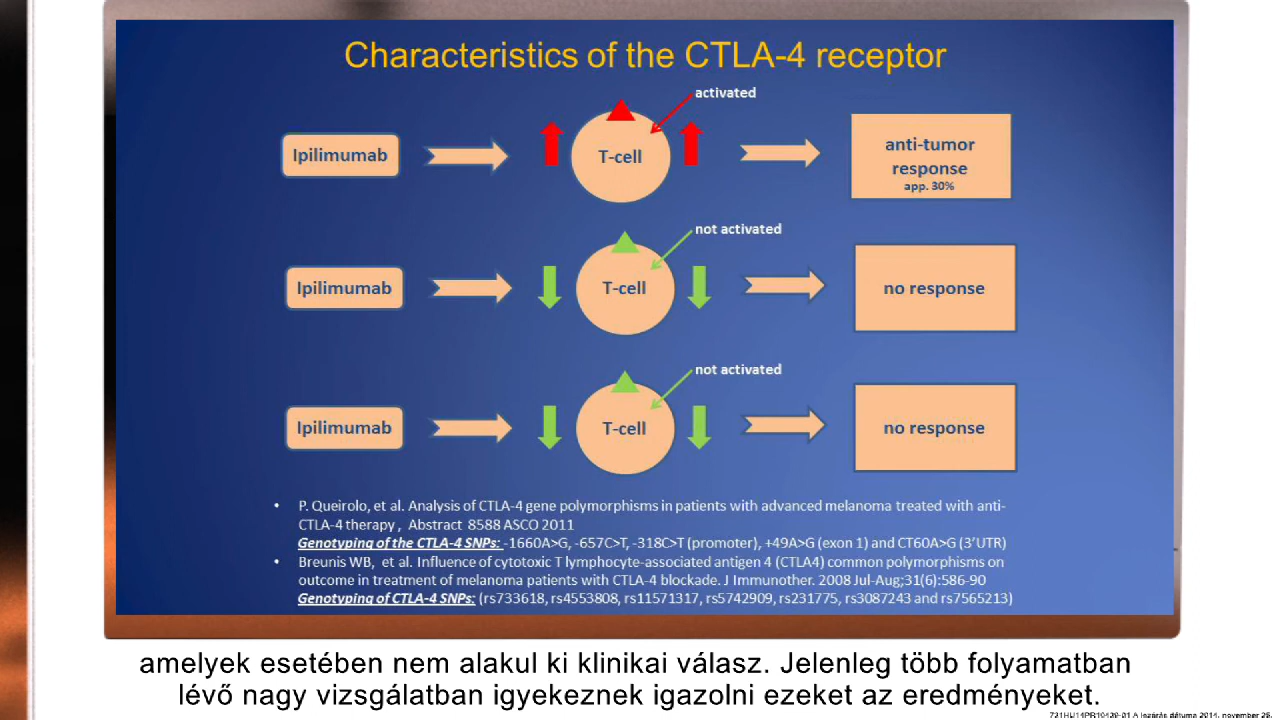 Characteristics of the CTLA-4 receptor
activated
Ipilimumab
T-cell
anti-tumor
response
app. 30%
not activated
Ipilimumab
T-cell
no response
not activated
Ipilimumab
T-cell
no response
• P. Queirolo, et al. Analysis of CTLA-4 gene polymorphisms in patients with advanced melanoma treated with anti-
CTLA-4 therapy , Abstract 8588 ASCO 2011
Genotyping of the CTLA-4 SNPs: -1660A>G, -657C>T, -318C>T (promoter), +49A>G (exon 1) and CT60A>G (3'UTR)
• Breunis WB, et al. Influence of cytotoxic T lymphocyte-associated antigen 4 (CTLA4) common polymorphisms on
outcome in treatment of melanoma patients with CTLA-4 blockade. J Immunother. 2008 Jul-Aug;31(6):586-90
Genotyping of CTLA-4 SNPs: (rs733618, rs4553808, rs11571317, rs5742909, rs231775, rs3087243 and rs7565213)
amelyek esetében nem alakul ki klinikai válasz. Jelenleg több folyamatban
lévő nagy vizsgálatban igyekeznek igazolni ezeket az eredményeket.
A lezárás dátuma 2014. november 26.